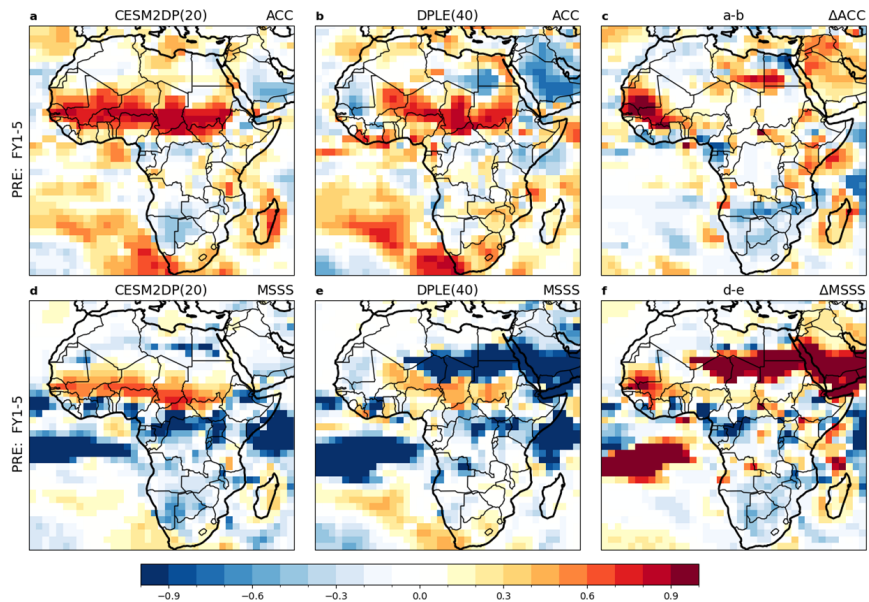 a CESM2DP(20) ACC
b DPLE(40) ACC
c a-b ΔACC
PRE: FY1-5
d CESM2DP(20) MSSS
e DPLE(40) MSSS
f d-e ΔMSSS
PRE: FY1-5
−0.9 −0.6 −0.3 0.0 0.3 0.6 0.9